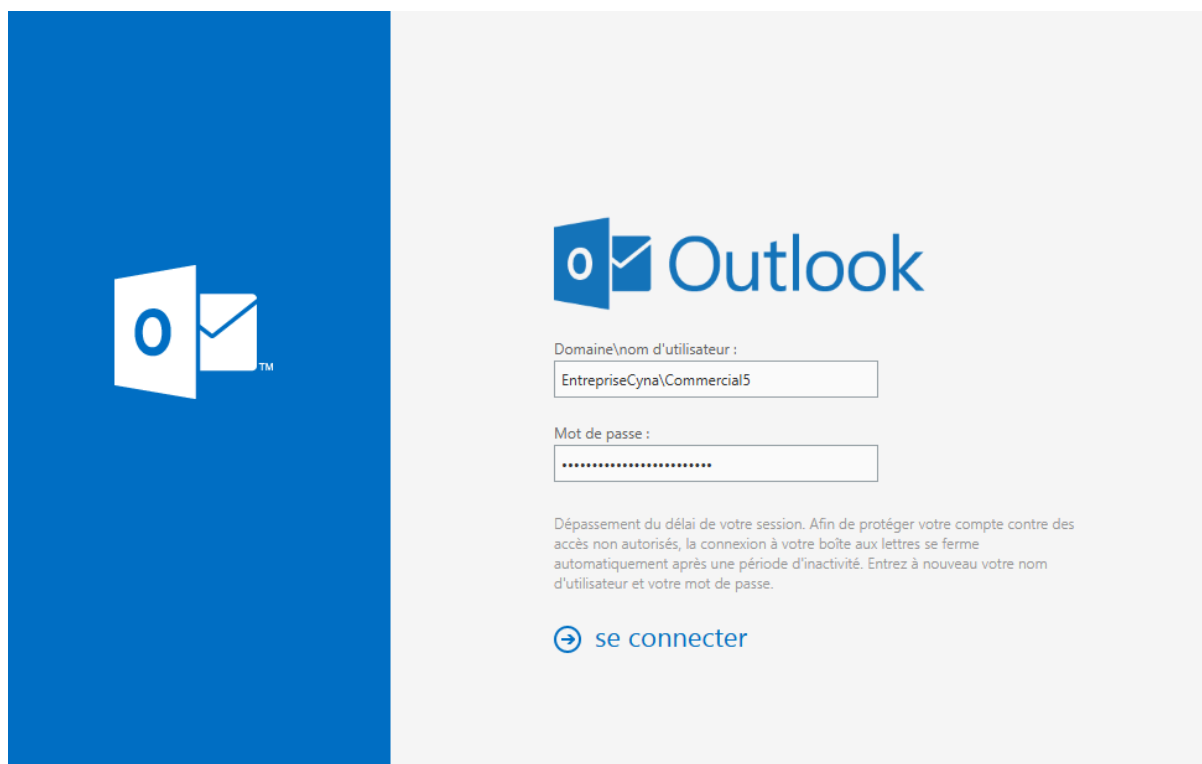 Outlook
Domaine\nom d'utilisateur :
EntrepriseCyna\Commercial5
Mot de passe :
•••••••••••••••••••••••••
Dépassement du délai de votre session. Afin de protéger votre compte contre des
accès non autorisés, la connexion à votre boîte aux lettres se ferme
automatiquement après une période d'inactivité. Entrez à nouveau votre nom
d'utilisateur et votre mot de passe.
se connecter
O
TM
O